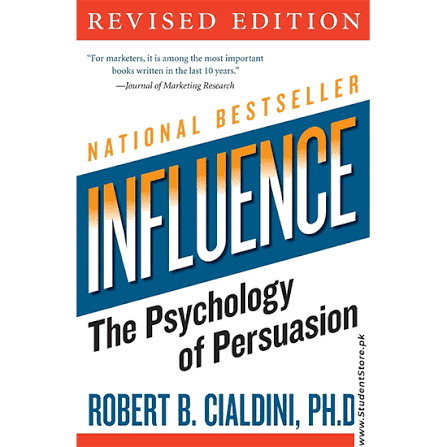 REVISED EDITION
"For marketers, it is among the most important
books written in the last 10 years."
—Journal of Marketing Research
NATIONAL BESTSELLER
INFLUENCE
The Psychology
of Persuasion
ROBERT B. CIALDINI, PH.D
www.StudentStore.pk